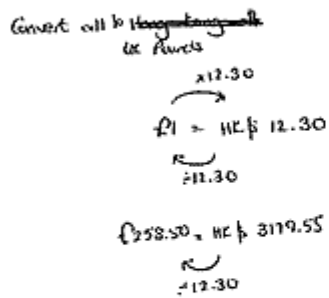 Convert all to
UK Pounds
×12.30
£1 = HK$ 12.30
÷12.30
£258.50 = HK$ 3179.55
÷12.30